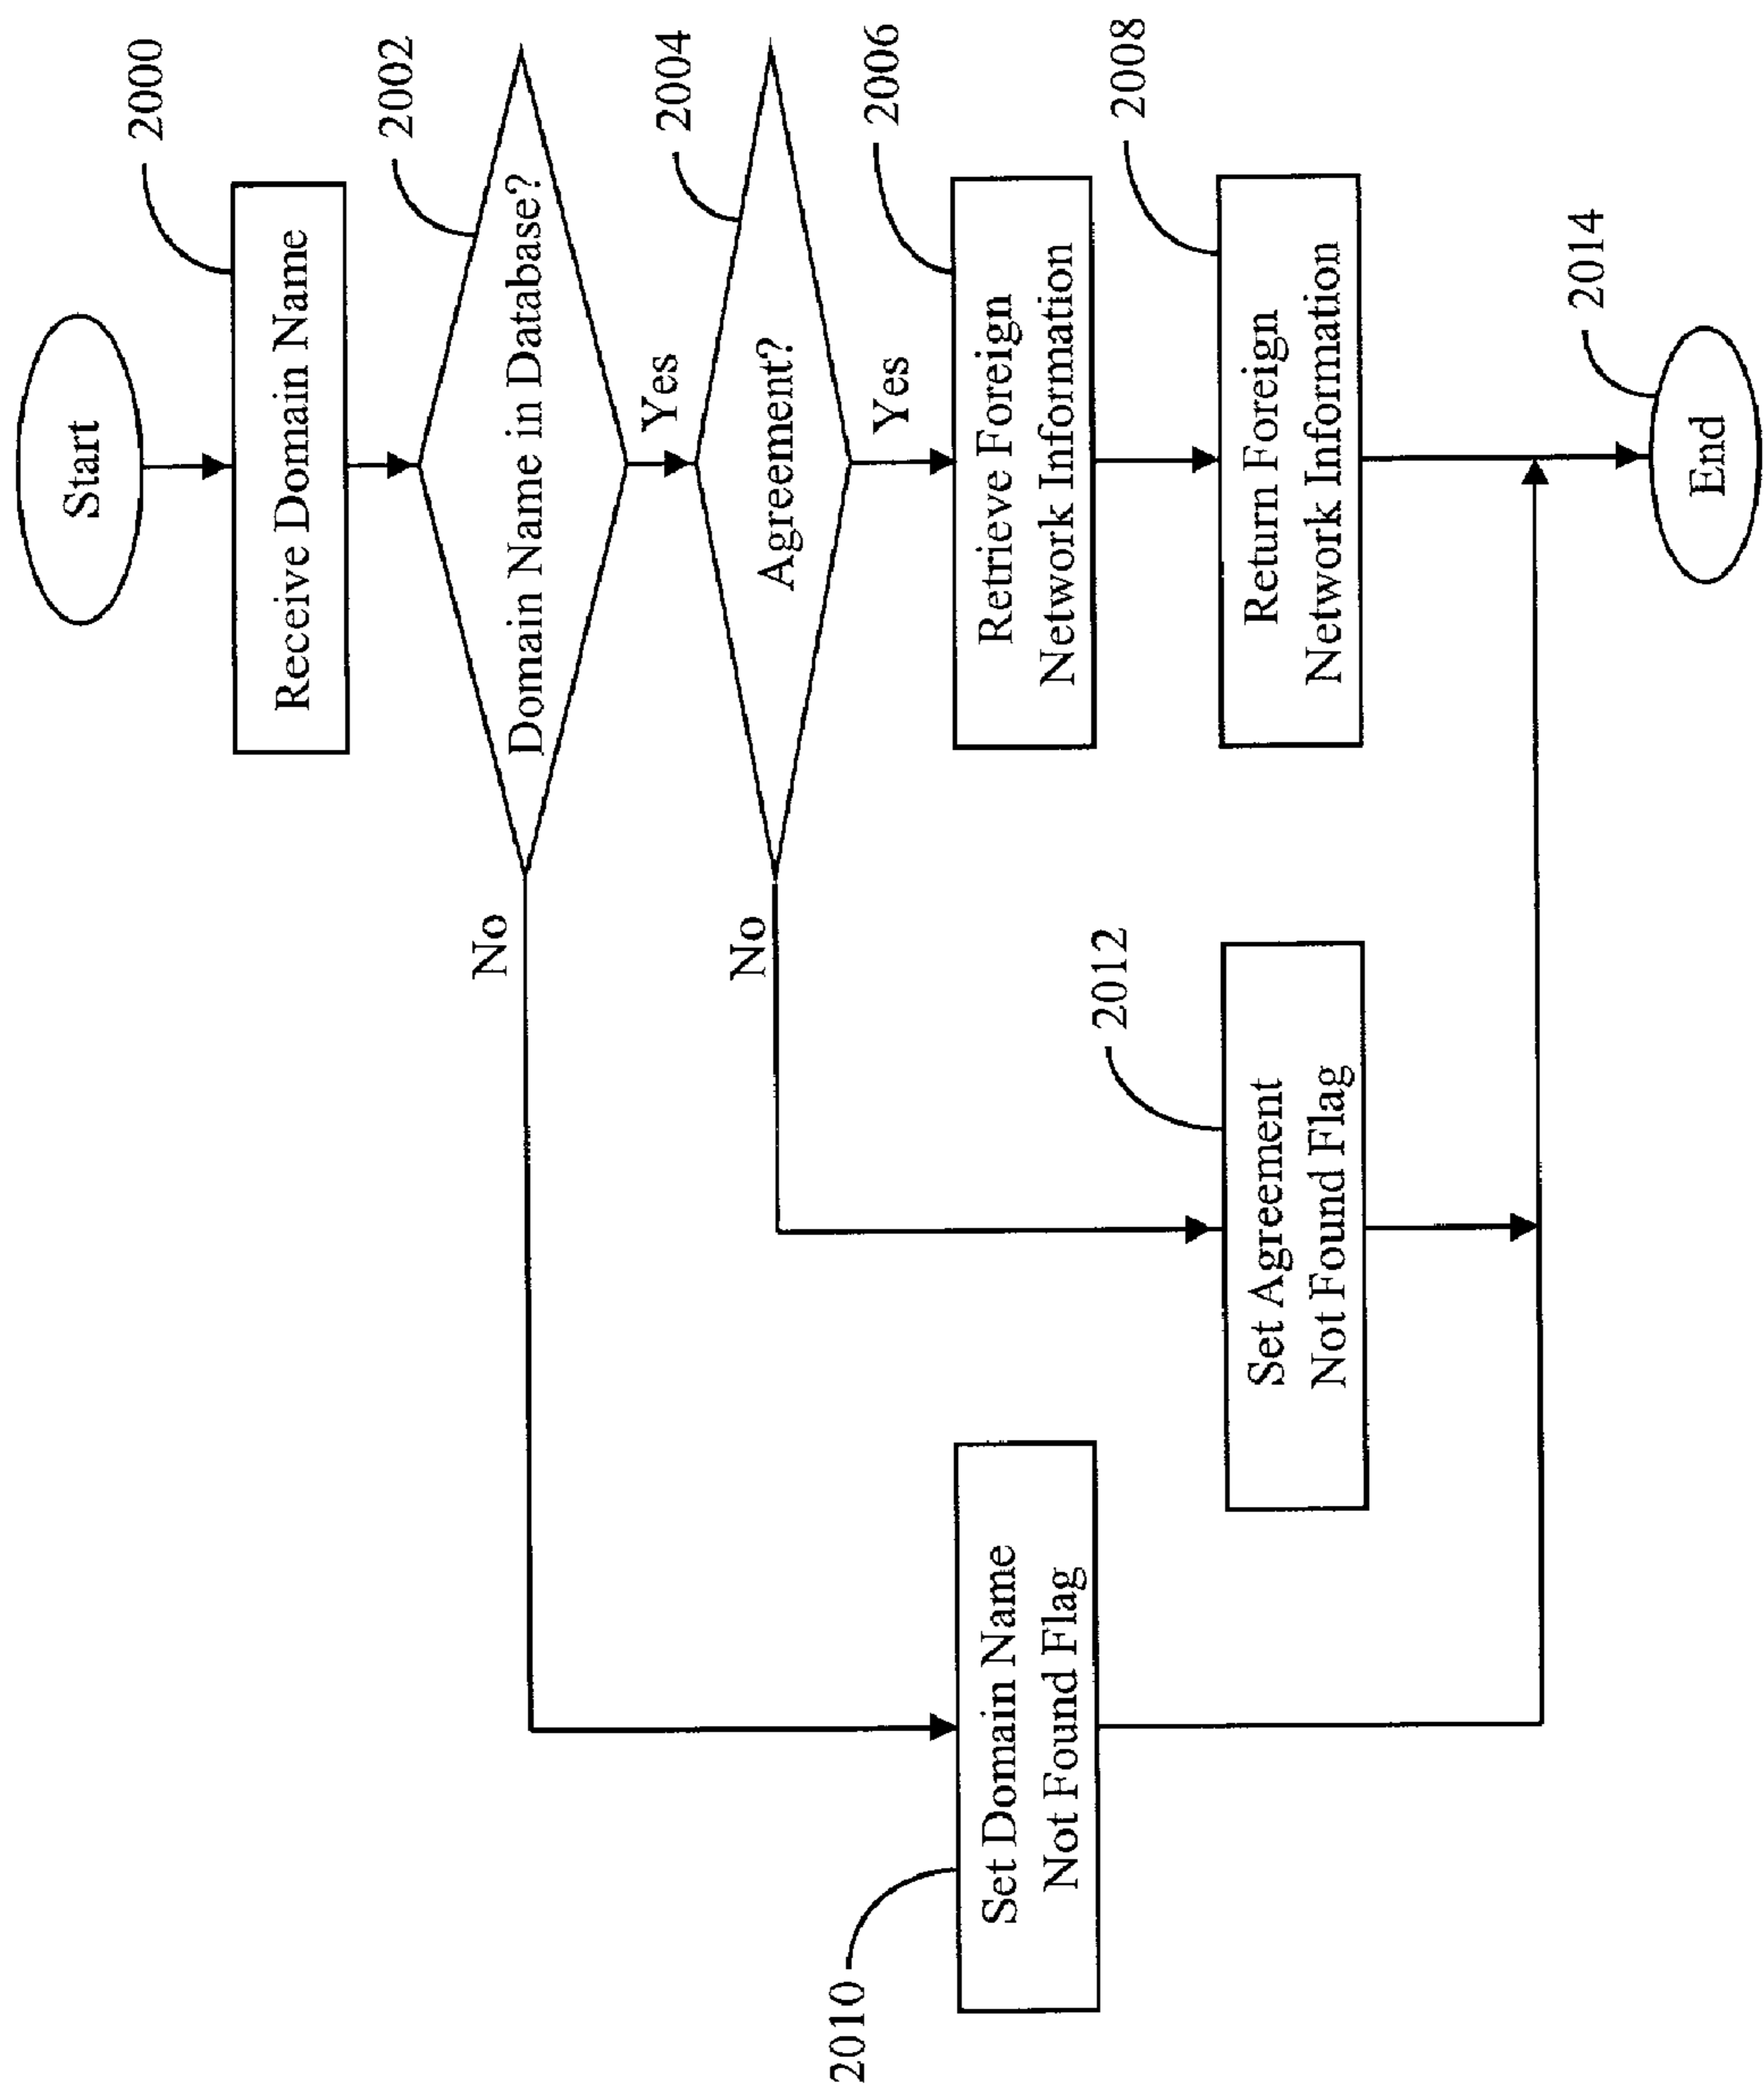 Start
2000
Receive Domain Name
2002
Domain Name in Database?
No
Yes
2004
Agreement?
No
Yes
2006
Retrieve Foreign
Network Information
2008
Return Foreign
Network Information
2010
Set Domain Name
Not Found Flag
2012
Set Agreement
Not Found Flag
2014
End